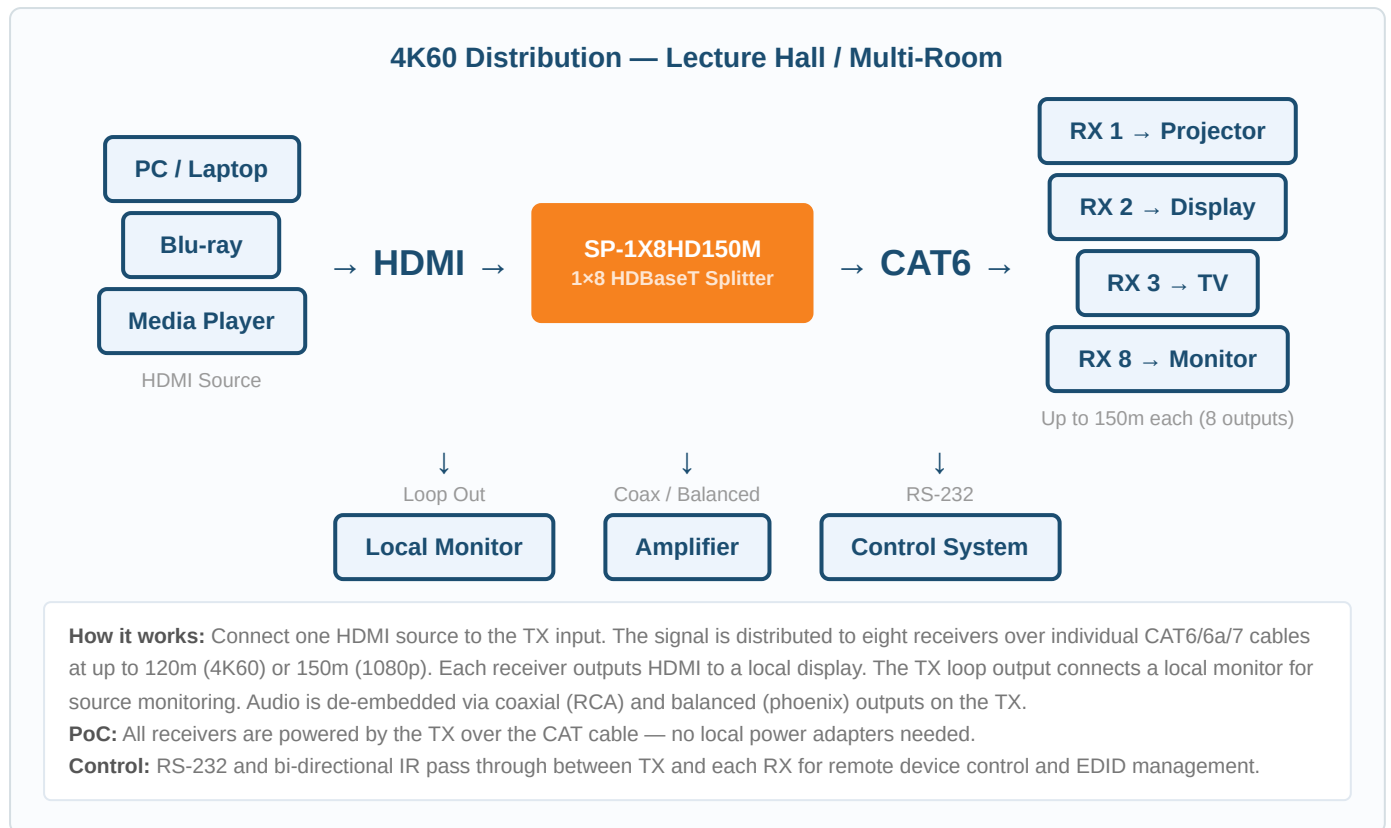 4K60 Distribution — Lecture Hall / Multi-Room
PC / Laptop
Blu-ray
Media Player
HDMI Source
→ HDMI →
SP-1X8HD150M
1×8 HDBaseT Splitter
→ CAT6 →
RX 1 → Projector
RX 2 → Display
RX 3 → TV
RX 8 → Monitor
Up to 150m each (8 outputs)
↓
Loop Out
Local Monitor
↓
Coax / Balanced
Amplifier
↓
RS-232
Control System
How it works: Connect one HDMI source to the TX input. The signal is distributed to eight receivers over individual CAT6/6a/7 cables
at up to 120m (4K60) or 150m (1080p). Each receiver outputs HDMI to a local display. The TX loop output connects a local monitor for
source monitoring. Audio is de-embedded via coaxial (RCA) and balanced (phoenix) outputs on the TX.
PoC: All receivers are powered by the TX over the CAT cable — no local power adapters needed.
Control: RS-232 and bi-directional IR pass through between TX and each RX for remote device control and EDID management.